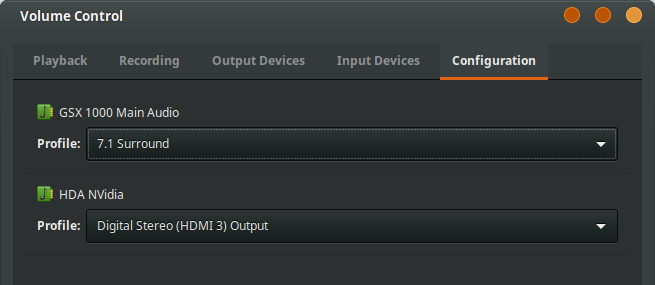 Volume Control
Playback Recording Output Devices Input Devices Configuration
GSX 1000 Main Audio
Profile: 7.1 Surround
HDA NVidia
Profile: Digital Stereo (HDMI 3) Output